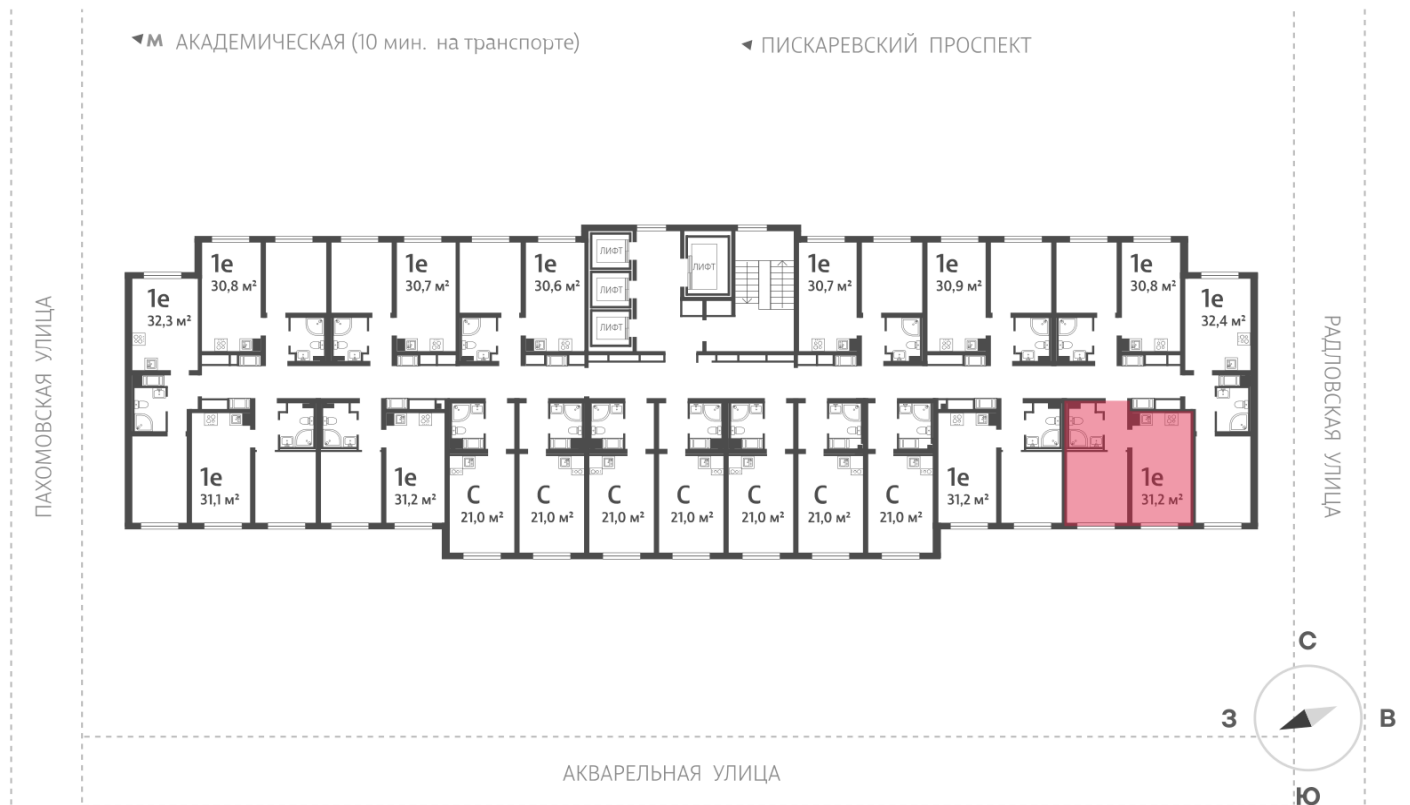 М АКАДЕМИЧЕСКАЯ (10 мин. на транспорте)
ПИСКАРЕВСКИЙ ПРОСПЕКТ
ПАХОМОВСКАЯ УЛИЦА
РАДЛОВСКАЯ УЛИЦА
1е
32,3 м²
1е
30,8 м²
1е
30,7 м²
1е
30,6 м²
ЛИФТ
ЛИФТ
ЛИФТ
ЛИФТ
1е
30,7 м²
1е
30,9 м²
1е
30,8 м²
1е
32,4 м²
1е
31,1 м²
1е
31,2 м²
С
21,0 м²
С
21,0 м²
С
21,0 м²
С
21,0 м²
С
21,0 м²
С
21,0 м²
С
21,0 м²
1е
31,2 м²
1е
31,2 м²
С
З
В
Ю
АКВАРЕЛЬНАЯ УЛИЦА